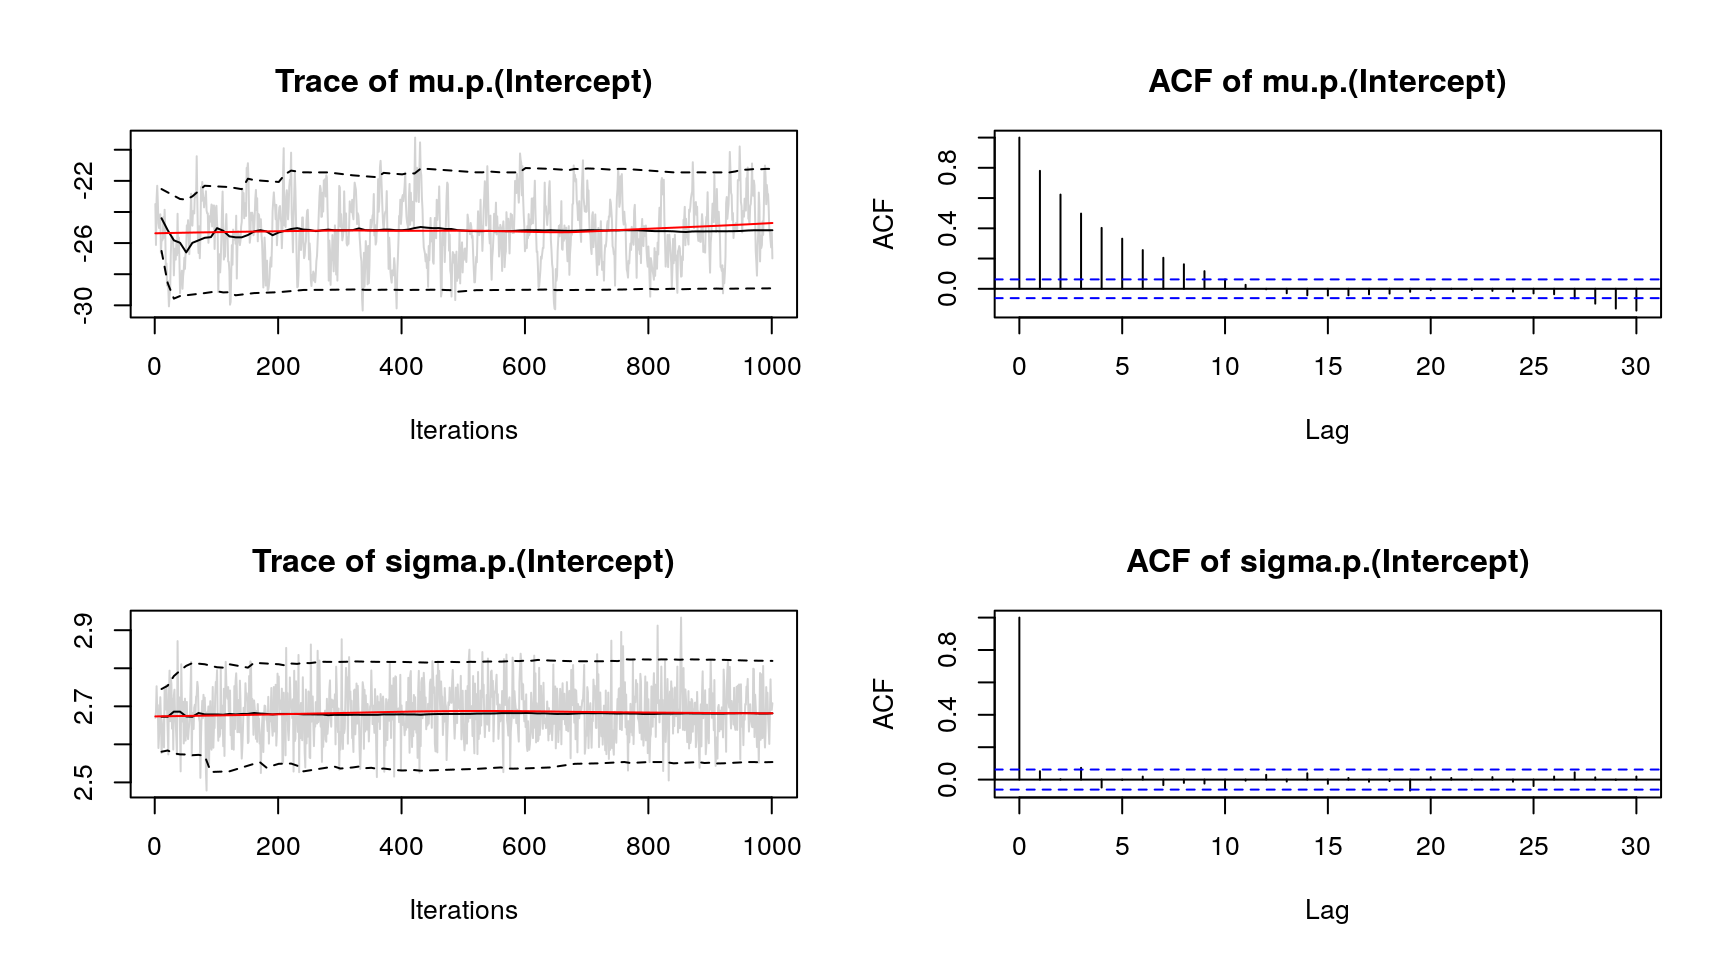 Trace of mu.p.(Intercept)
-22
-26
-30
0 200 400 600 800 1000
Iterations
ACF of mu.p.(Intercept)
ACF
0.8
0.4
0.0
0 5 10 15 20 25 30
Lag
Trace of sigma.p.(Intercept)
2.9
2.7
2.5
0 200 400 600 800 1000
Iterations
ACF of sigma.p.(Intercept)
ACF
0.8
0.4
0.0
0 5 10 15 20 25 30
Lag